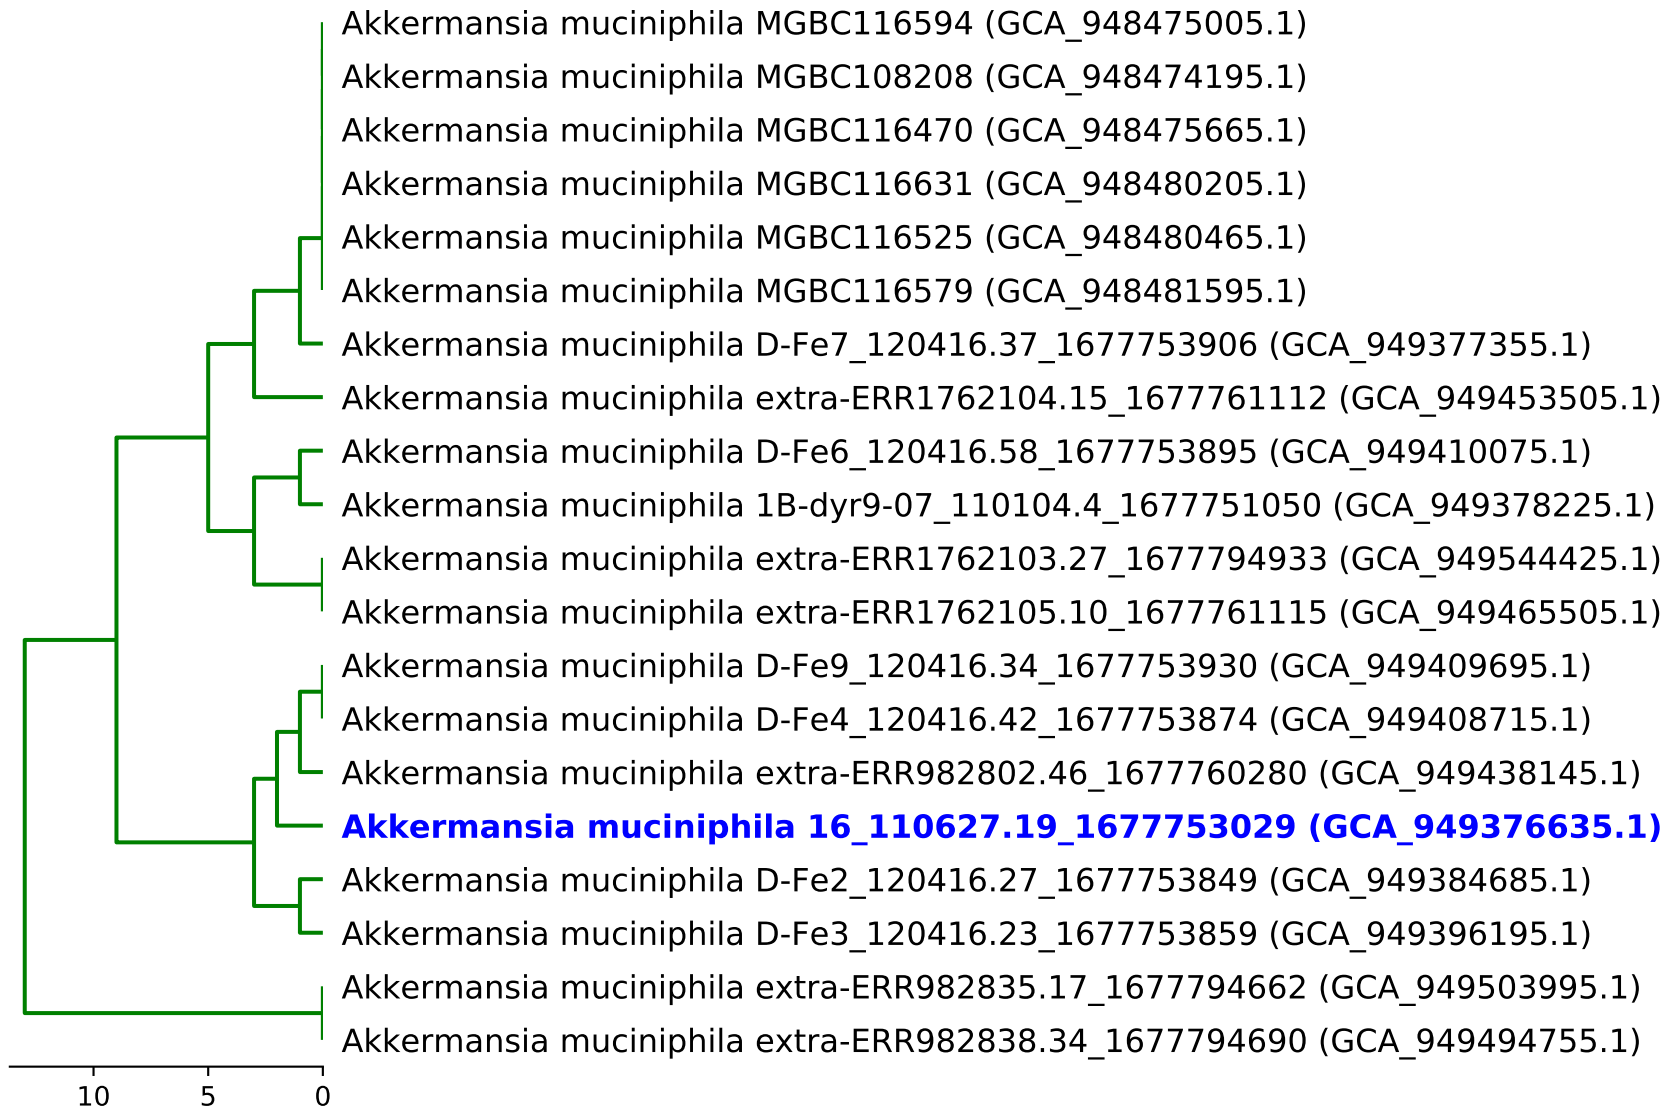 Akkermansia muciniphila MGBC116594 (GCA_948475005.1)
Akkermansia muciniphila MGBC108208 (GCA_948474195.1)
Akkermansia muciniphila MGBC116470 (GCA_948475665.1)
Akkermansia muciniphila MGBC116631 (GCA_948480205.1)
Akkermansia muciniphila MGBC116525 (GCA_948480465.1)
Akkermansia muciniphila MGBC116579 (GCA_948481595.1)
Akkermansia muciniphila D-Fe7_120416.37_1677753906 (GCA_949377355.1)
Akkermansia muciniphila extra-ERR1762104.15_1677761112 (GCA_949453505.1)
Akkermansia muciniphila D-Fe6_120416.58_1677753895 (GCA_949410075.1)
Akkermansia muciniphila 1B-dyr9-07_110104.4_1677751050 (GCA_949378225.1)
Akkermansia muciniphila extra-ERR1762103.27_1677794933 (GCA_949544425.1)
Akkermansia muciniphila extra-ERR1762105.10_1677761115 (GCA_949465505.1)
Akkermansia muciniphila D-Fe9_120416.34_1677753930 (GCA_949409695.1)
Akkermansia muciniphila D-Fe4_120416.42_1677753874 (GCA_949408715.1)
Akkermansia muciniphila extra-ERR982802.46_1677760280 (GCA_949438145.1)
Akkermansia muciniphila 16_110627.19_1677753029 (GCA_949376635.1)
Akkermansia muciniphila D-Fe2_120416.27_1677753849 (GCA_949384685.1)
Akkermansia muciniphila D-Fe3_120416.23_1677753859 (GCA_949396195.1)
Akkermansia muciniphila extra-ERR982835.17_1677794662 (GCA_949503995.1)
Akkermansia muciniphila extra-ERR982838.34_1677794690 (GCA_949494755.1)
10 5 0